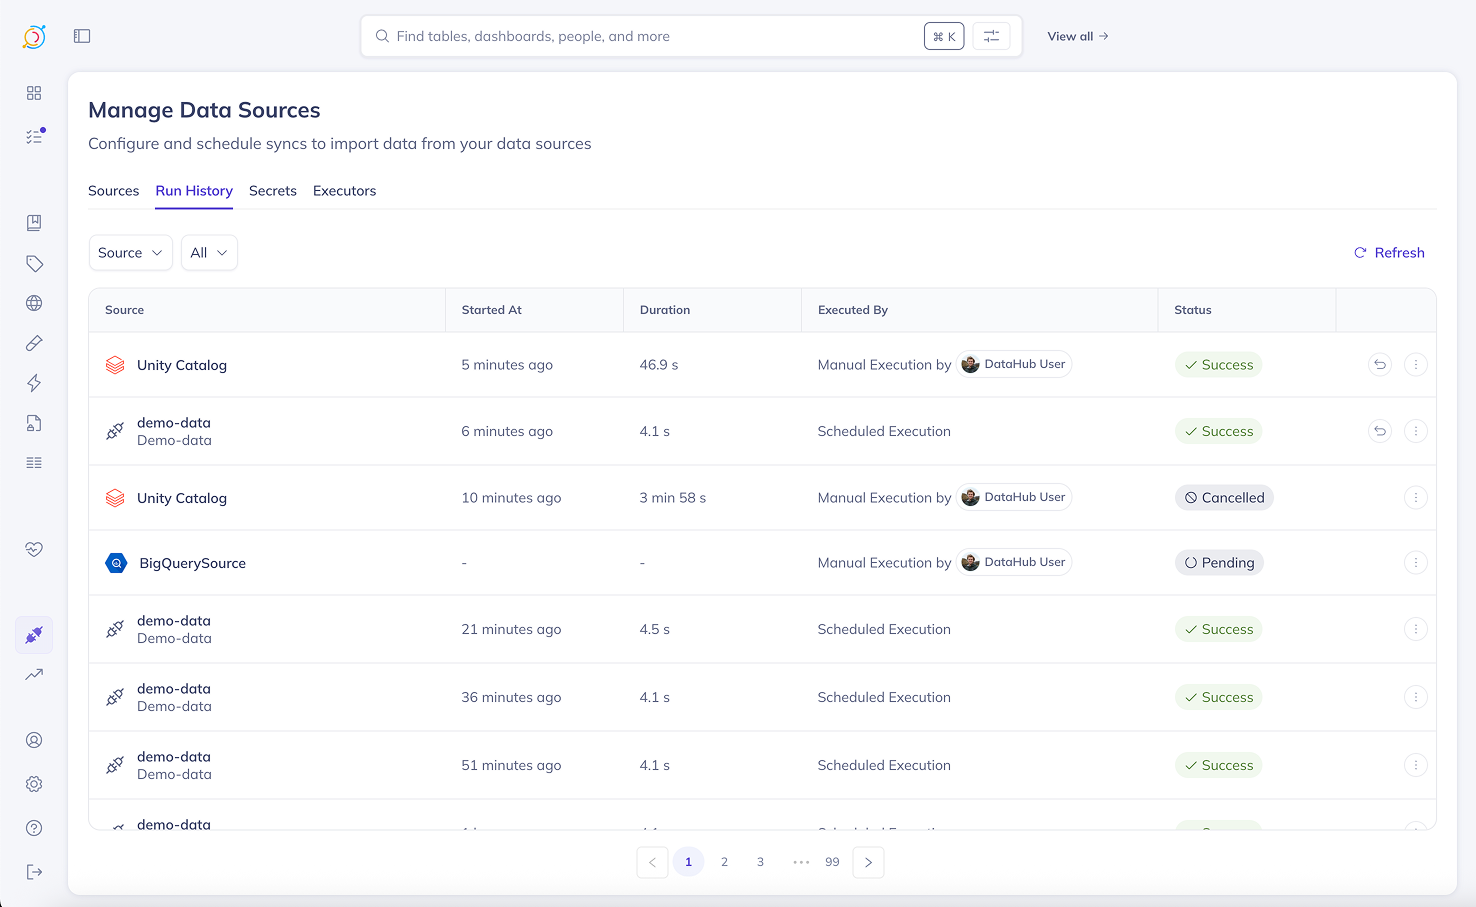 Find tables, dashboards, people, and more
⌘ K
View all →
Manage Data Sources
Configure and schedule syncs to import data from your data sources
Sources Run History Secrets Executors
Source All Refresh
Source Started At Duration Executed By Status
Unity Catalog 5 minutes ago 46.9 s Manual Execution by DataHub User Success
demo-data
Demo-data 6 minutes ago 4.1 s Scheduled Execution Success
Unity Catalog 10 minutes ago 3 min 58 s Manual Execution by DataHub User Cancelled
BigQuerySource - - Manual Execution by DataHub User Pending
demo-data
Demo-data 21 minutes ago 4.5 s Scheduled Execution Success
demo-data
Demo-data 36 minutes ago 4.1 s Scheduled Execution Success
demo-data
Demo-data 51 minutes ago 4.1 s Scheduled Execution Success
demo-data
1 2 3 ••• 99